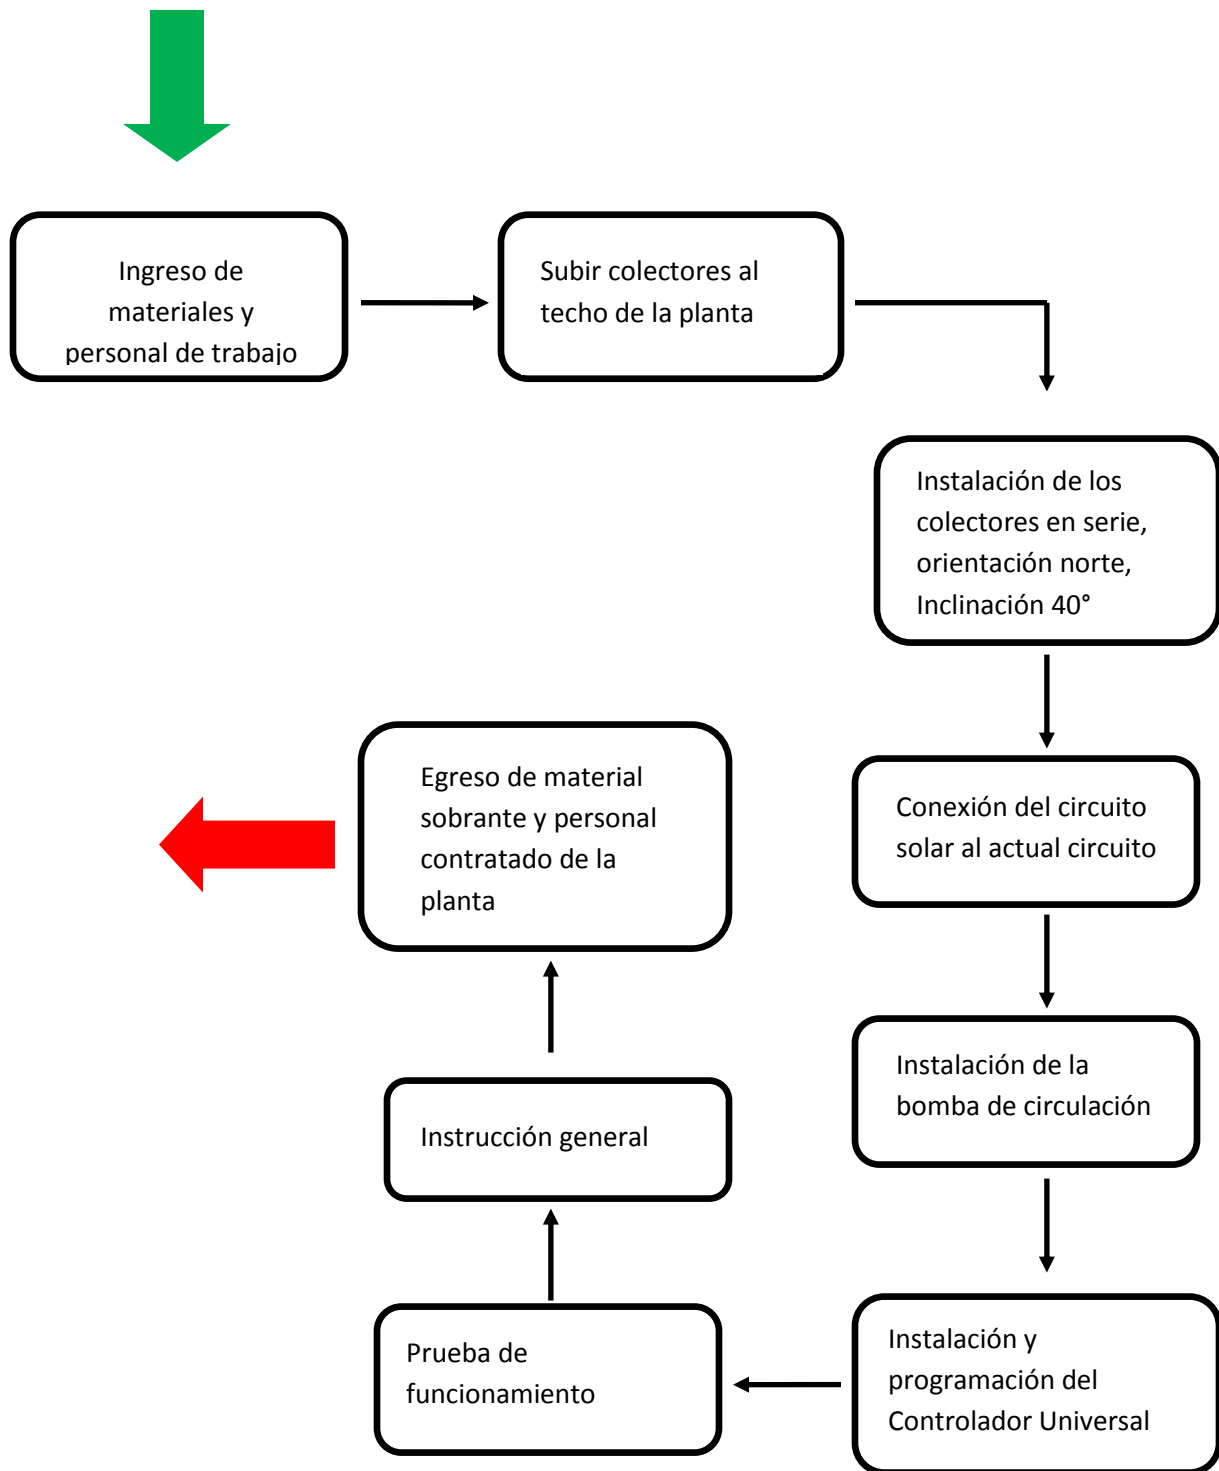 Ingreso de
materiales y
personal de trabajo
Subir colectores al
techo de la planta
Instalación de los
colectores en serie,
orientación norte,
Inclinación 40°
Conexión del circuito
solar al actual circuito
Instalación de la
bomba de circulación
Instalación y
programación del
Controlador Universal
Prueba de
funcionamiento
Instrucción general
Egreso de material
sobrante y personal
contratado de la
planta